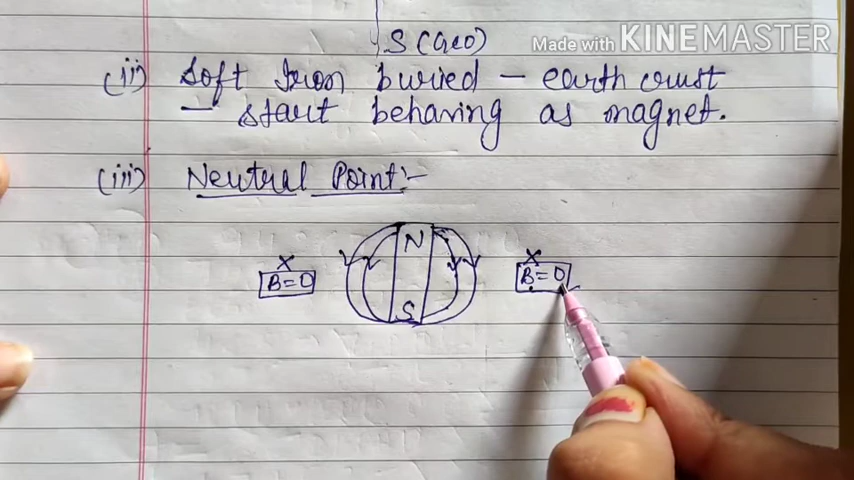 S (Geo)
Made with KINEMASTER
(ii) Soft Iron buried - earth crust
- start behaving as magnet.
(iii) Neutral Point:-
N
X X
B=0 B=0
S